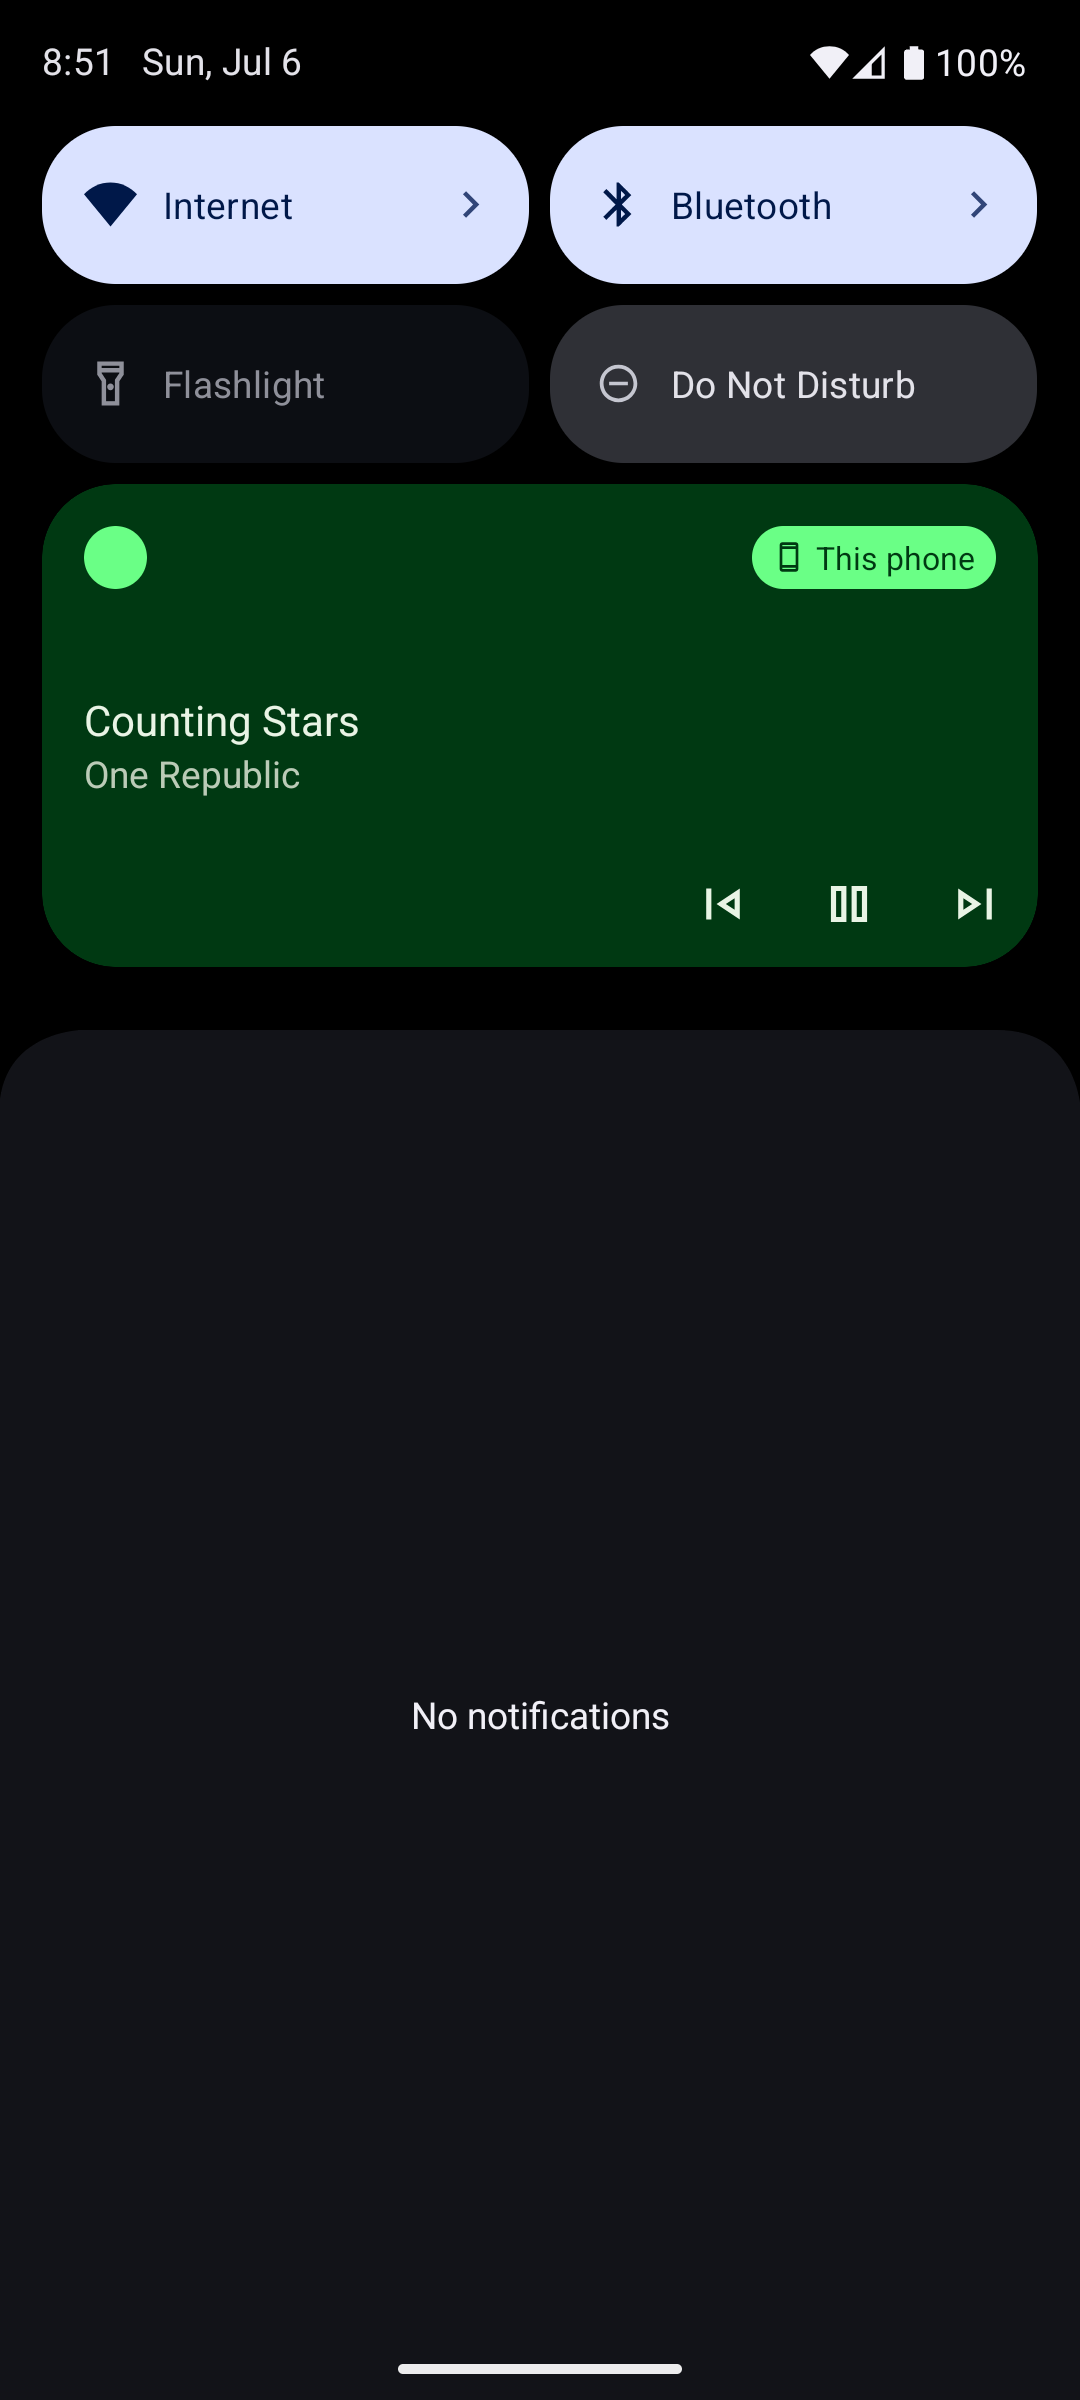 8:51 Sun, Jul 6 100%
Internet
Bluetooth
Flashlight
Do Not Disturb
This phone
Counting Stars
One Republic
No notifications